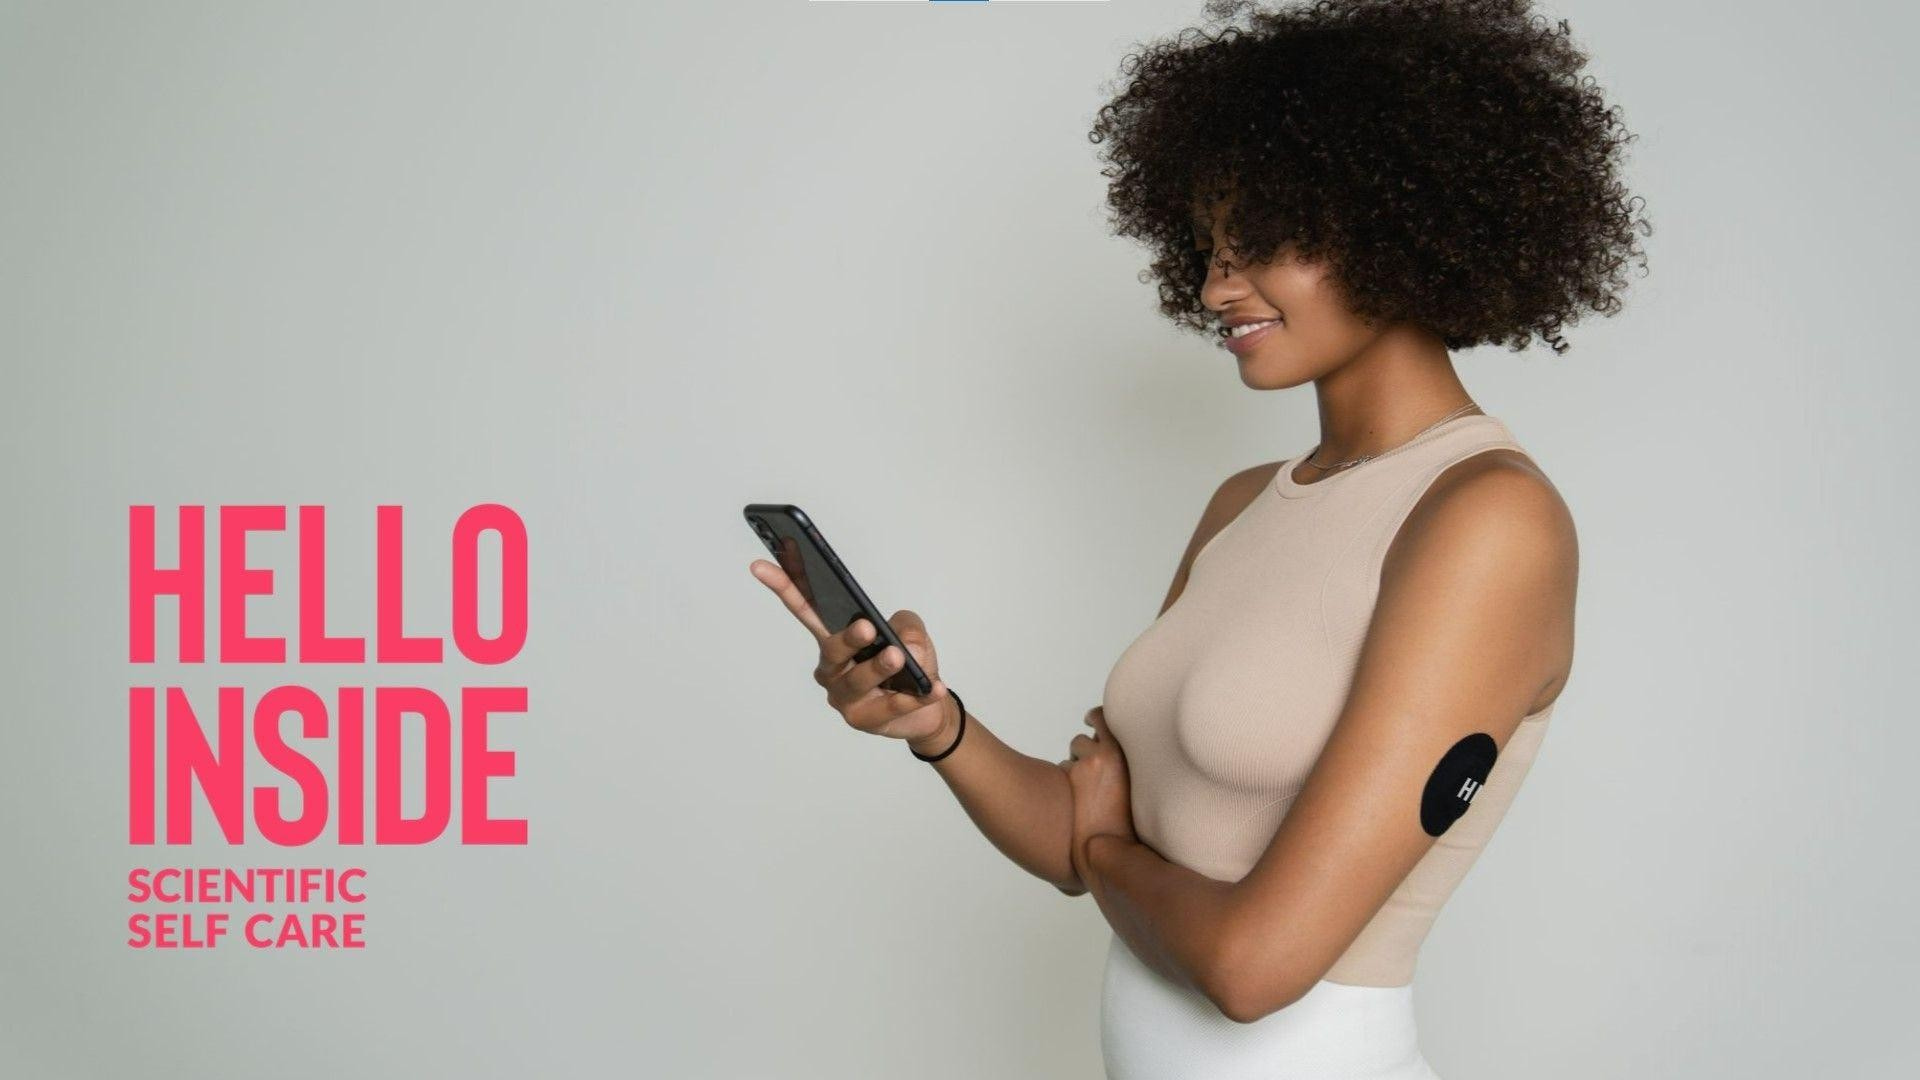 HELLO
INSIDE
SCIENTIFIC
SELF CARE
H